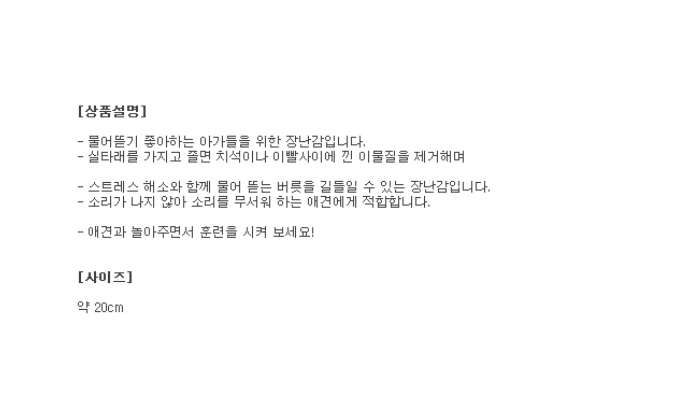 [상품설명]
- 물어뜯기 좋아하는 아가들을 위한 장난감입니다.
- 실타래를 가지고 쫄면 치석이나 이빨사이에 낀 이물질을 제거해며
- 스트레스 해소와 함께 물어 뜯는 버릇을 길들일 수 있는 장난감입니다.
- 소리가 나지 않아 소리를 무서워 하는 애견에게 적합합니다.
- 애견과 놀아주면서 훈련을 시켜 보세요!
[사이즈]
약 20cm